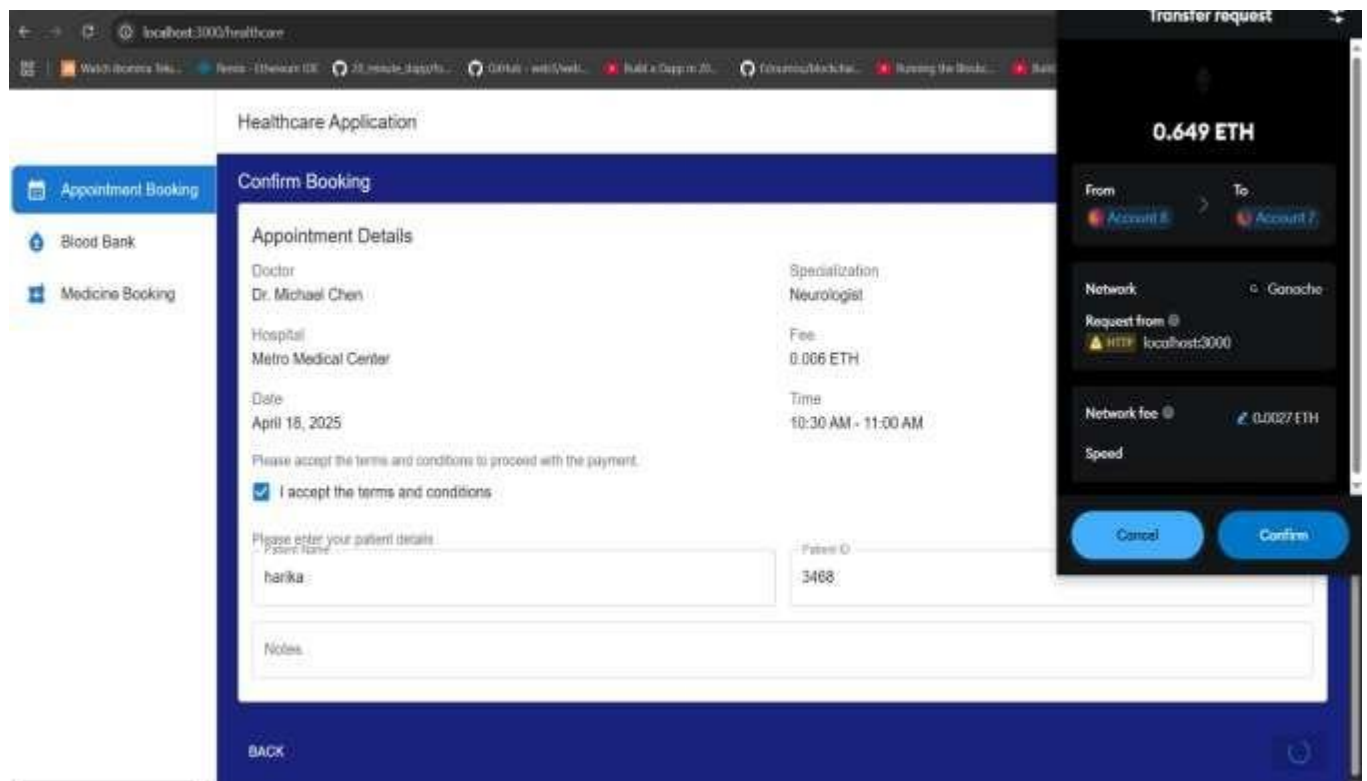 localhost:3000/healthcare
Healthcare Application
Appointment Booking
Blood Bank
Medicine Booking
Confirm Booking
Appointment Details
Doctor
Dr. Michael Chen
Specialization
Neurologist
Hospital
Metro Medical Center
Fee
0.006 ETH
Date
April 18, 2025
Time
10:30 AM - 11:00 AM
Please accept the terms and conditions to proceed with the payment.
I accept the terms and conditions
Please enter your patient details
Patient Name
harika
Patient ID
3468
Notes
BACK
Transfer request
0.649 ETH
From
To
Account 8
Account 7
Network
Ganache
Request from
HTTP localhost:3000
Network fee
0.0027 ETH
Speed
Cancel
Confirm